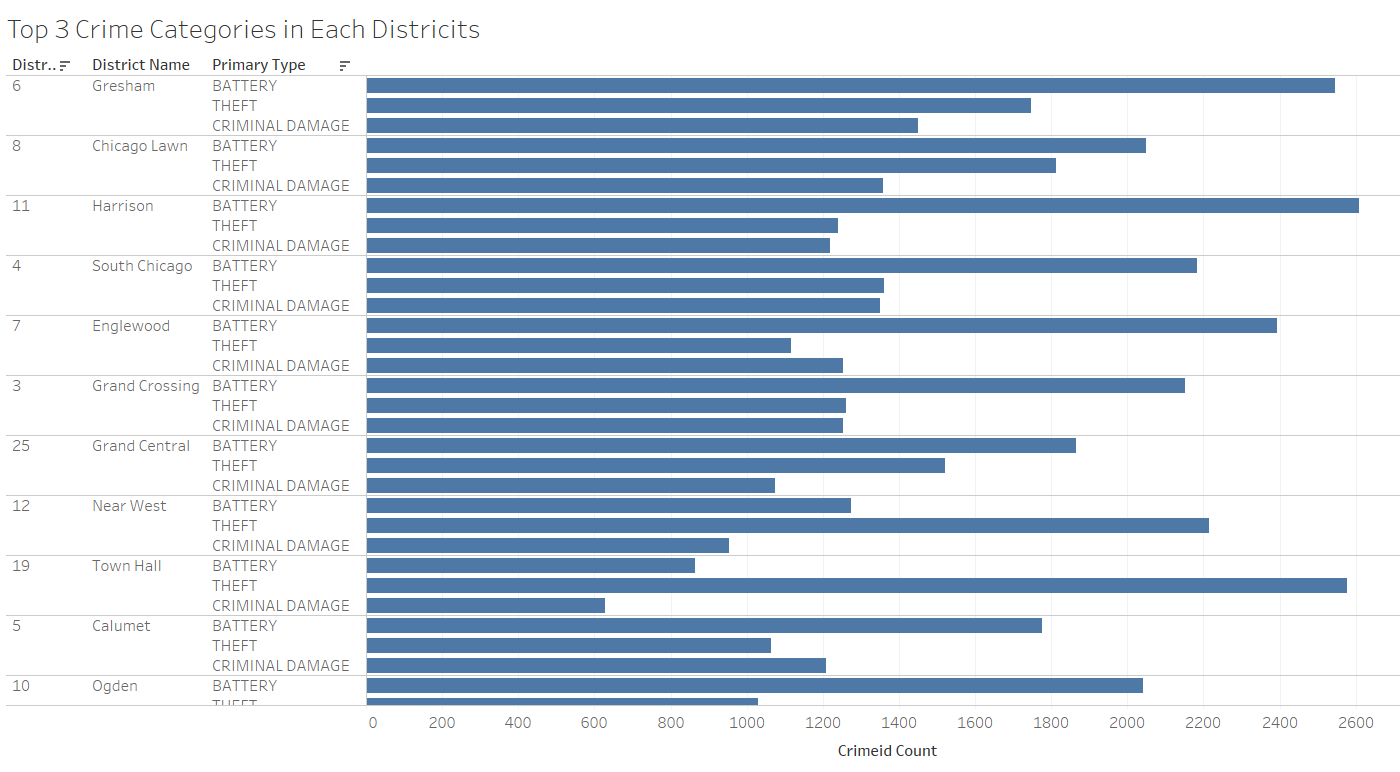 Top 3 Crime Categories in Each Districits
Distr.. District Name Primary Type
6 Gresham BATTERY
THEFT
CRIMINAL DAMAGE
8 Chicago Lawn BATTERY
THEFT
CRIMINAL DAMAGE
11 Harrison BATTERY
THEFT
CRIMINAL DAMAGE
4 South Chicago BATTERY
THEFT
CRIMINAL DAMAGE
7 Englewood BATTERY
THEFT
CRIMINAL DAMAGE
3 Grand Crossing BATTERY
THEFT
CRIMINAL DAMAGE
25 Grand Central BATTERY
THEFT
CRIMINAL DAMAGE
12 Near West BATTERY
THEFT
CRIMINAL DAMAGE
19 Town Hall BATTERY
THEFT
CRIMINAL DAMAGE
5 Calumet BATTERY
THEFT
CRIMINAL DAMAGE
10 Ogden BATTERY
THEFT
0 200 400 600 800 1000 1200 1400 1600 1800 2000 2200 2400 2600
Crimeid Count